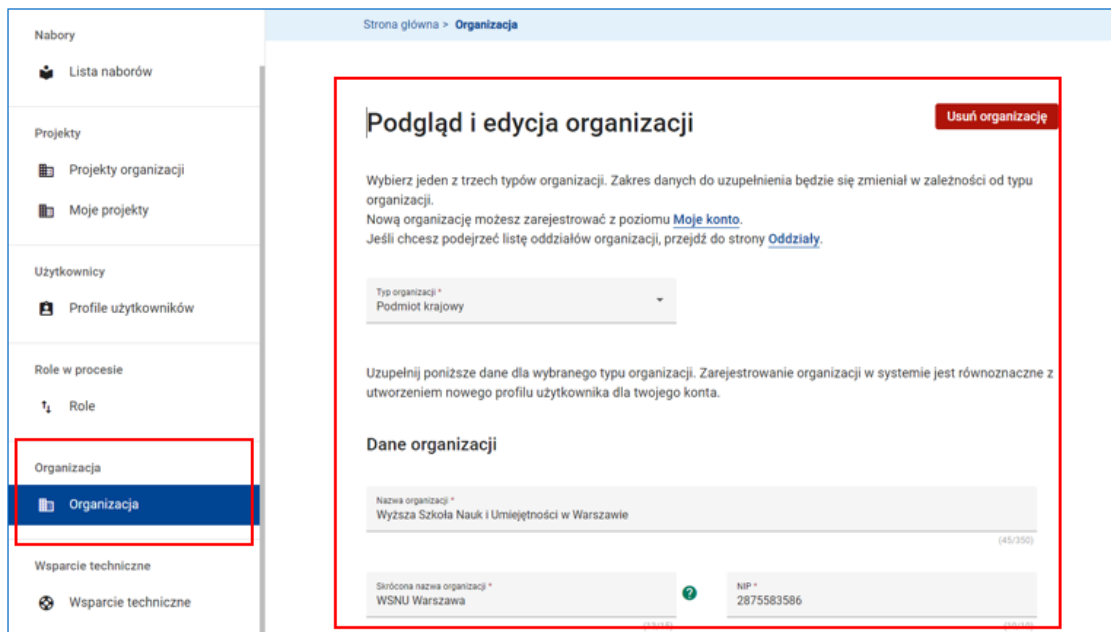 Nabory
Lista naborów
Projekty
Projekty organizacji
Moje projekty
Użytkownicy
Profile użytkowników
Role w procesie
Role
Organizacja
Organizacja
Wsparcie techniczne
Wsparcie techniczne
Strona główna > Organizacja
Podgląd i edycja organizacji
Usuń organizację
Wybierz jeden z trzech typów organizacji. Zakres danych do uzupełnienia będzie się zmieniał w zależności od typu
organizacji.
Nową organizację możesz zarejestrować z poziomu Moje konto.
Jeśli chcesz podejrzeć listę oddziałów organizacji, przejdź do strony Oddziały.
Typ organizacji *
Podmiot krajowy
Uzupełnij poniższe dane dla wybranego typu organizacji. Zarejestrowanie organizacji w systemie jest równoznaczne z
utworzeniem nowego profilu użytkownika dla twojego konta.
Dane organizacji
Nazwa organizacji *
Wyższa Szkoła Nauk i Umiejętności w Warszawie
(45/350)
Skrócona nazwa organizacji *
WSNU Warszawa
?
NIP *
2875583586